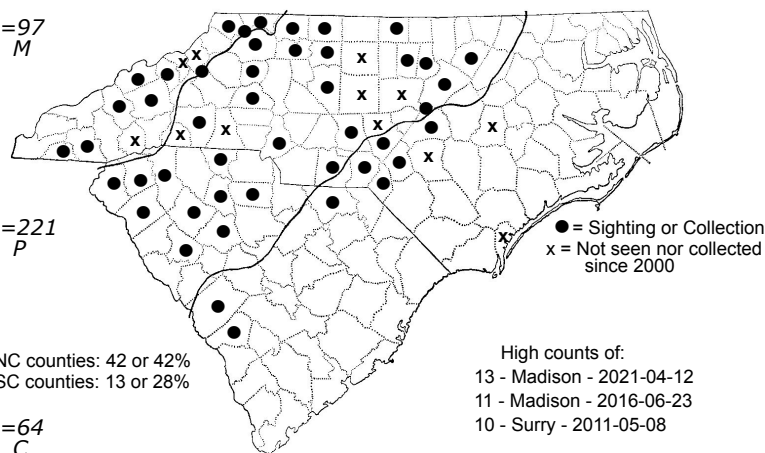 =97
M
=221
P
● = Sighting or Collection
x = Not seen nor collected
since 2000
NC counties: 42 or 42%
SC counties: 13 or 28%
High counts of:
13 - Madison - 2021-04-12
11 - Madison - 2016-06-23
10 - Surry - 2011-05-08
=64
C